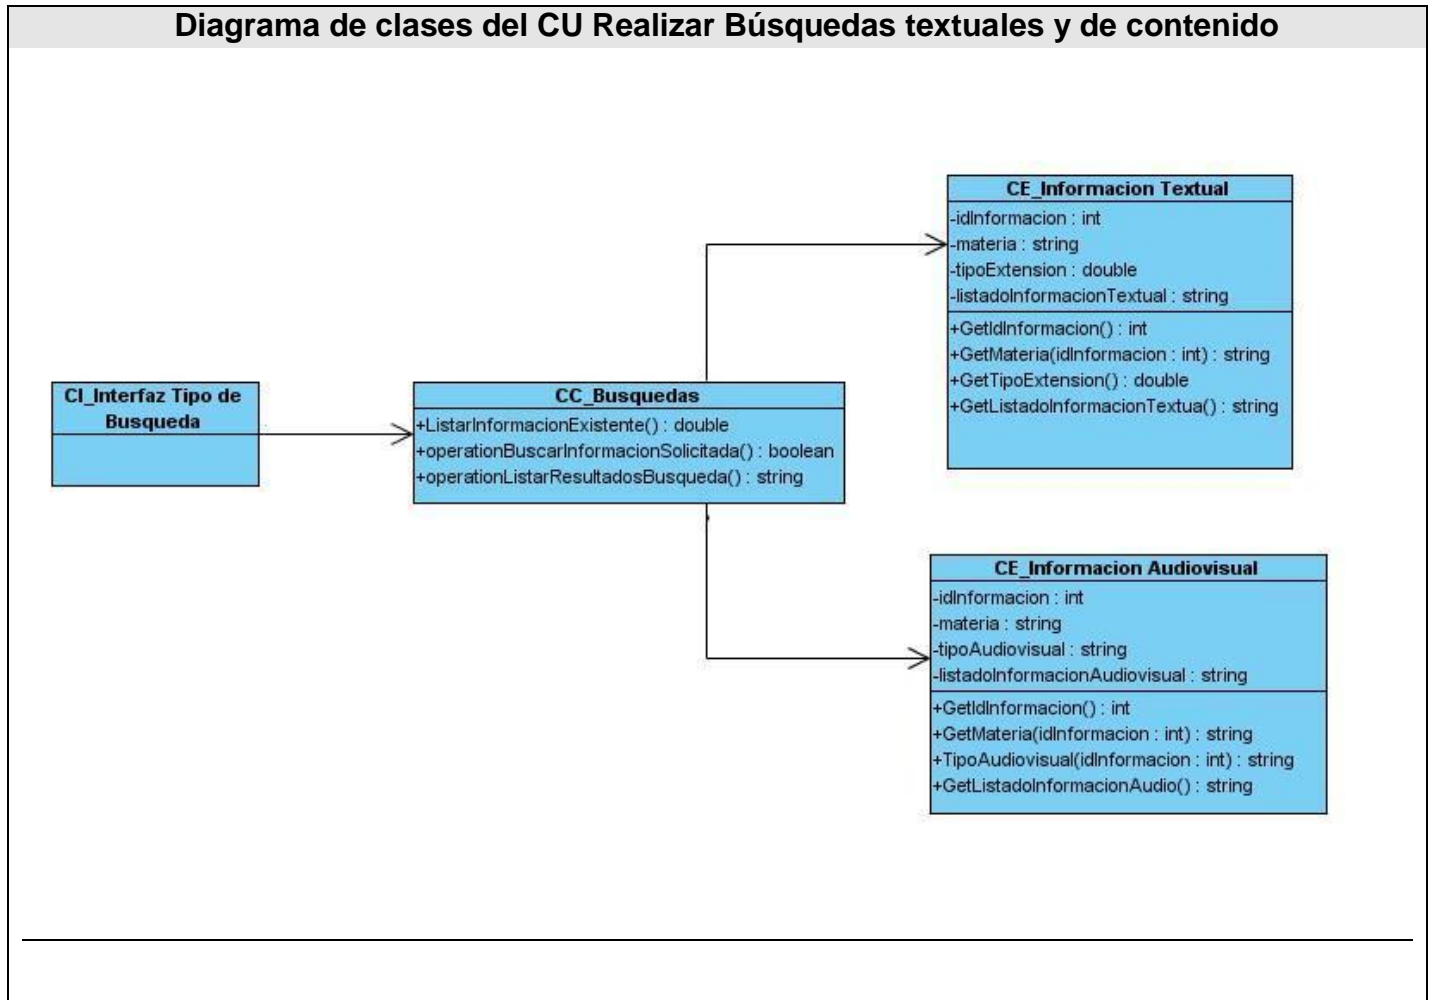 Diagrama de clases del CU Realizar Búsquedas textuales y de contenido
CE_Informacion Textual
-idInformacion : int
-materia : string
-tipoExtension : double
-listadoInformacionTextual : string
+GetIdInformacion() : int
+GetMateria(idInformacion : int) : string
+GetTipoExtension() : double
+GetListadoInformacionTextua() : string
CI_Interfaz Tipo de
Busqueda
CC_Busquedas
+ListarInformacionExistente() : double
+operationBuscarInformacionSolicitada() : boolean
+operationListarResultadosBusqueda() : string
CE_Informacion Audiovisual
-idInformacion : int
-materia : string
-tipoAudiovisual : string
-listadoInformacionAudiovisual : string
+GetIdInformacion() : int
+GetMateria(idInformacion : int) : string
+TipoAudiovisual(idInformacion : int) : string
+GetListadoInformacionAudio() : string